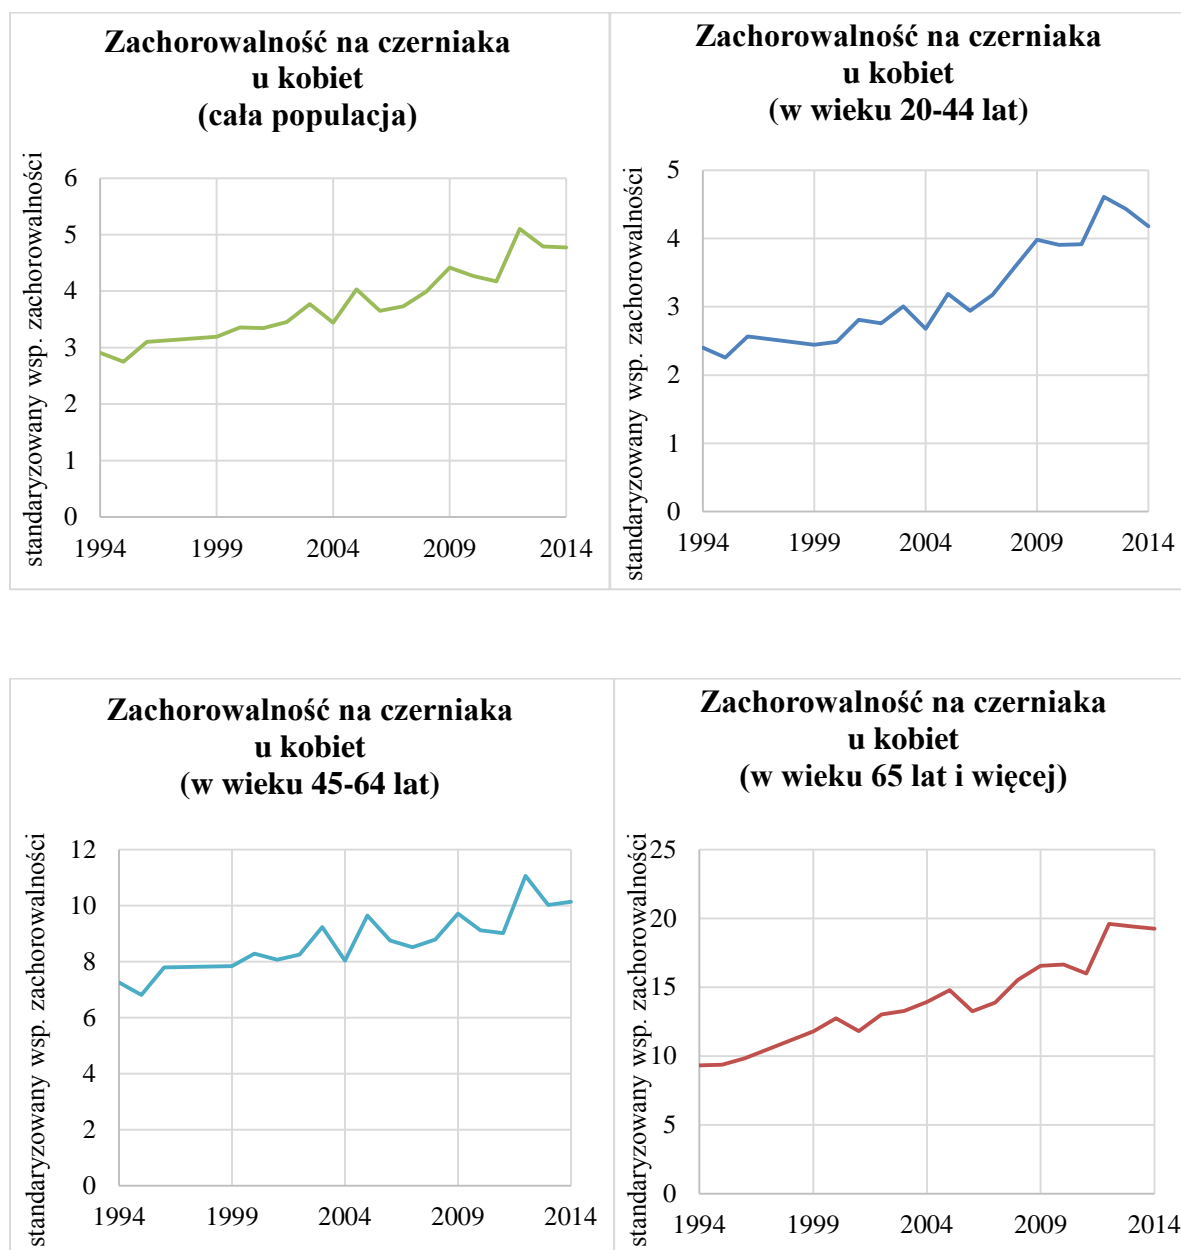 Zachorowalność na czerniaka
u kobiet
(cała populacja)
standaryzowany wsp. zachorowalności
6
5
4
3
2
1
0
1994 1999 2004 2009 2014
Zachorowalność na czerniaka
u kobiet
(w wieku 20-44 lat)
standaryzowany wsp. zachorowalności
5
4
3
2
1
0
1994 1999 2004 2009 2014
Zachorowalność na czerniaka
u kobiet
(w wieku 45-64 lat)
standaryzowany wsp. zachorowalności
12
10
8
6
4
2
0
1994 1999 2004 2009 2014
Zachorowalność na czerniaka
u kobiet
(w wieku 65 lat i więcej)
standaryzowany wsp. zachorowalności
25
20
15
10
5
0
1994 1999 2004 2009 2014